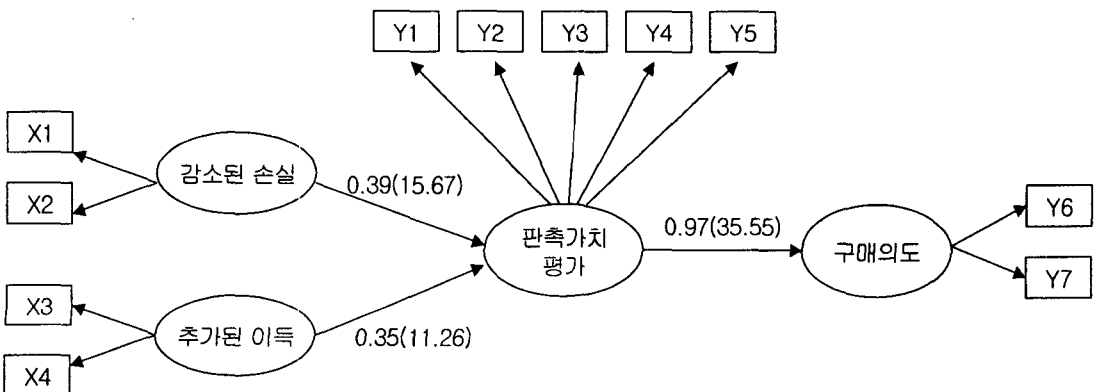 Y1 Y2 Y3 Y4 Y5
X1
감소된 손실
X2
0.39(15.67)
판촉가치
평가
0.97(35.55)
구매의도
Y6
Y7
X3
추가된 이득
0.35(11.26)
X4